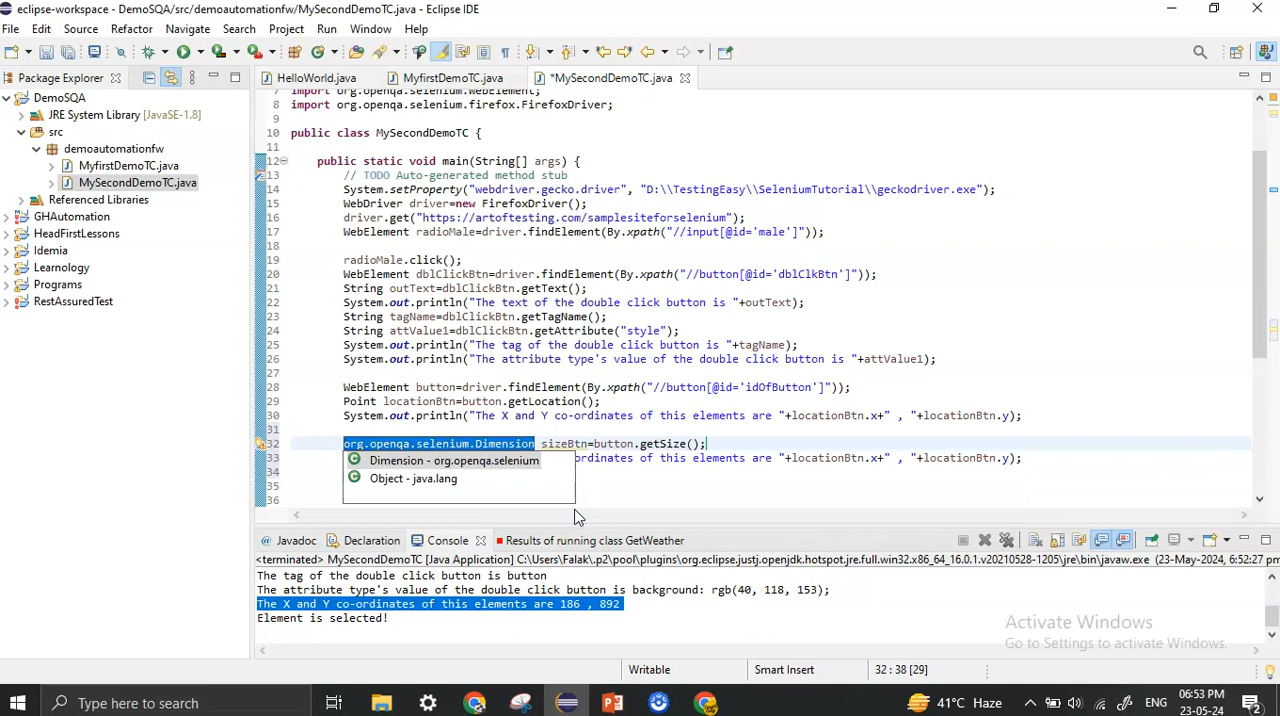 eclipse-workspace - DemoSQA/src/demoautomationfw/MySecondDemoTC.java - Eclipse IDE
File Edit Source Refactor Navigate Search Project Run Window Help
Package Explorer
HelloWorld.java MyfirstDemoTC.java *MySecondDemoTC.java
DemoSQA
JRE System Library [JavaSE-1.8]
src
demoautomationfw
MyfirstDemoTC.java
MySecondDemoTC.java
Referenced Libraries
GHAutomation
HeadFirstLessons
Idemia
Learnology
Programs
RestAssuredTest
7 import org.openqa.selenium.WebElement;
8 import org.openqa.selenium.firefox.FirefoxDriver;
9
10 public class MySecondDemoTC {
11
12 public static void main(String[] args) {
13 // TODO Auto-generated method stub
14 System.setProperty("webdriver.gecko.driver", "D:\\TestingEasy\\SeleniumTutorial\\geckodriver.exe");
15 WebDriver driver=new FirefoxDriver();
16 driver.get("https://artoftesting.com/samplesiteforselenium");
17 WebElement radioMale=driver.findElement(By.xpath("//input[@id='male']"));
18
19 radioMale.click();
20 WebElement dblClickBtn=driver.findElement(By.xpath("//button[@id='dblClkBtn']"));
21 String outText=dblClickBtn.getText();
22 System.out.println("The text of the double click button is "+outText);
23 String tagName=dblClickBtn.getTagName();
24 String attValue1=dblClickBtn.getAttribute("style");
25 System.out.println("The tag of the double click button is "+tagName);
26 System.out.println("The attribute type's value of the double click button is "+attValue1);
27
28 WebElement button=driver.findElement(By.xpath("//button[@id='idOfButton']"));
29 Point locationBtn=button.getLocation();
30 System.out.println("The X and Y co-ordinates of this elements are "+locationBtn.x+" , "+locationBtn.y);
31
32 org.openqa.selenium.Dimension sizeBtn=button.getSize();
33 ordinates of this elements are "+locationBtn.x+" , "+locationBtn.y);
34
35
36
Dimension - org.openqa.selenium
Object - java.lang
Javadoc Declaration Console Results of running class GetWeather
<terminated> MySecondDemoTC [Java Application] C:\Users\Falak\.p2\pool\plugins\org.eclipse.justj.openjdk.hotspot.jre.full.win32.x86_64_16.0.1.v20210528-1205\jre\bin\javaw.exe (23-May-2024, 6:52:27
The tag of the double click button is button
The attribute type's value of the double click button is background: rgb(40, 118, 153);
The X and Y co-ordinates of this elements are 186 , 892
Element is selected!
Activate Windows
Go to Settings to activate Windows.
Writable Smart Insert 32 : 38 [29]
Type here to search
41°C Haze
ENG
06:53 PM
23-05-24
2